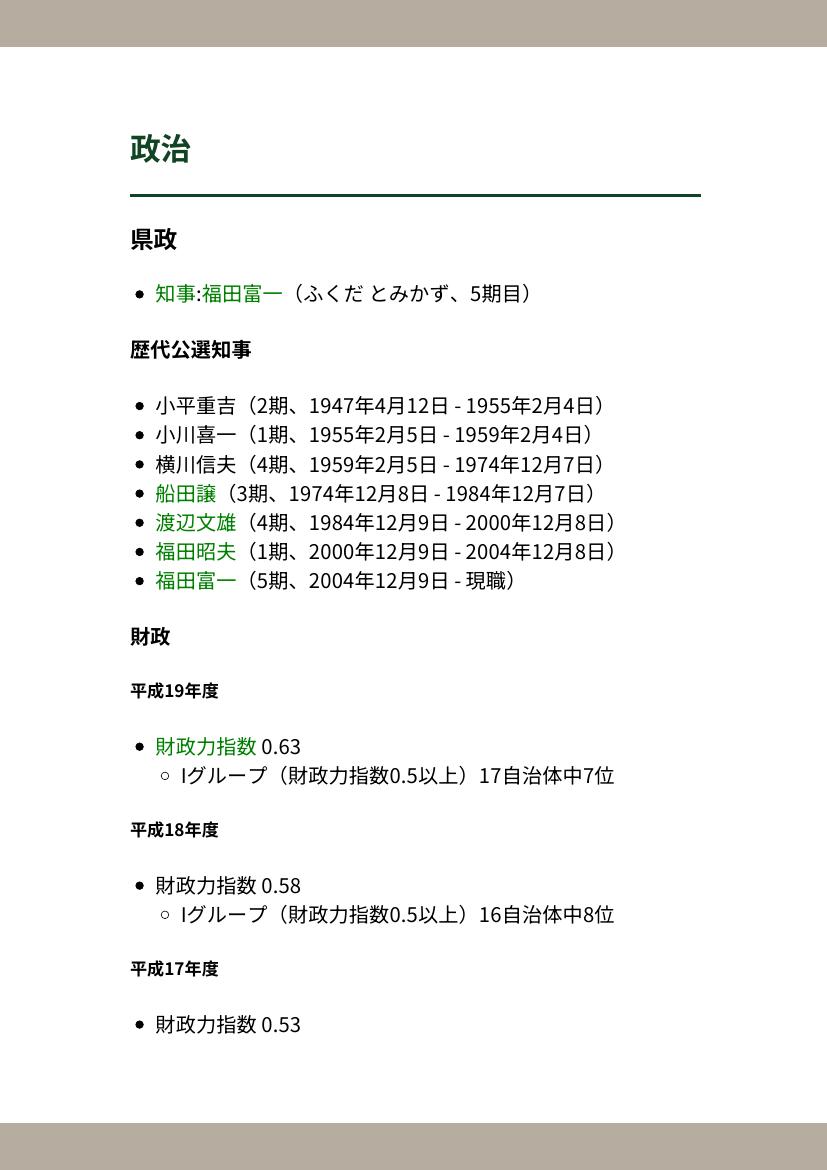 政治
県政
知事:福田富一（ふくだ とみかず、5期目）
歴代公選知事
小平重吉（2期、1947年4月12日 - 1955年2月4日）
小川喜一（1期、1955年2月5日 - 1959年2月4日）
横川信夫（4期、1959年2月5日 - 1974年12月7日）
船田譲（3期、1974年12月8日 - 1984年12月7日）
渡辺文雄（4期、1984年12月9日 - 2000年12月8日）
福田昭夫（1期、2000年12月9日 - 2004年12月8日）
福田富一（5期、2004年12月9日 - 現職）
財政
平成19年度
財政力指数 0.63
Iグループ（財政力指数0.5以上）17自治体中7位
平成18年度
財政力指数 0.58
Iグループ（財政力指数0.5以上）16自治体中8位
平成17年度
財政力指数 0.53